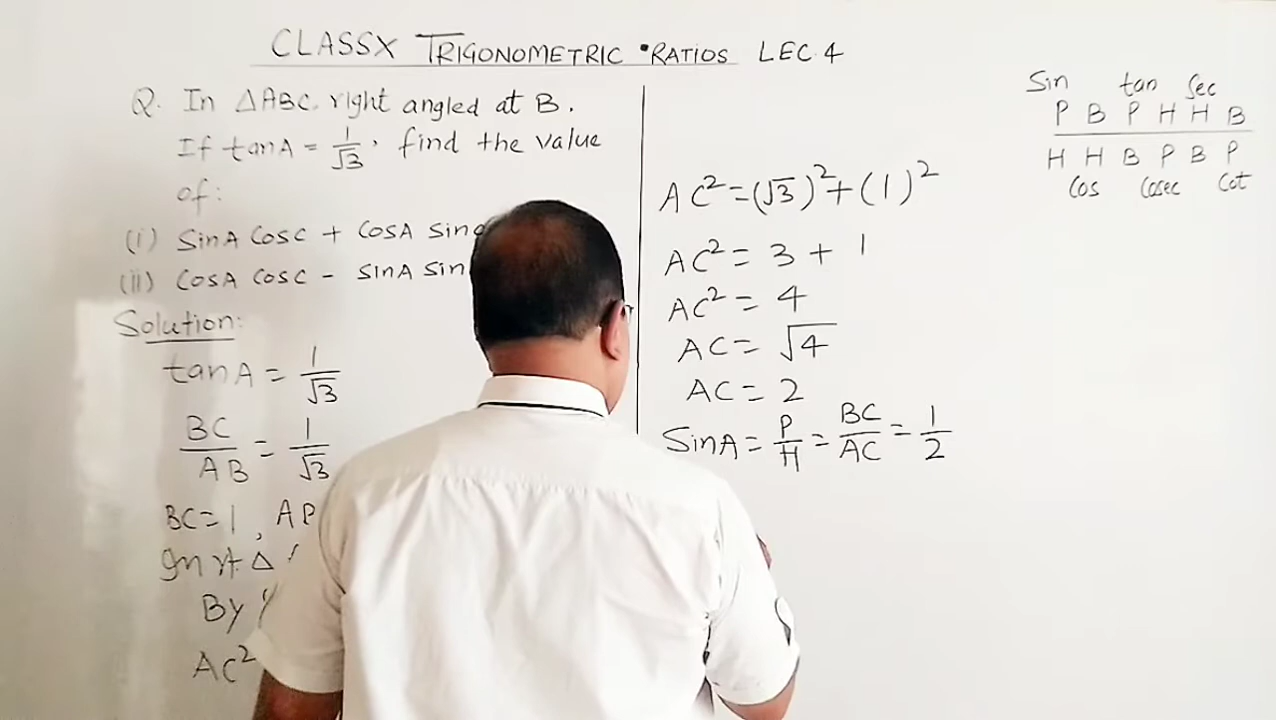 CLASSX TRIGONOMETRIC RATIOS LEC.4
Q. In △ABC, right angled at B.
If tanA = 1/√3, find the value
of:
(i) SinA CosC + CosA Sin
(ii) CosA CosC - SinA Sin
Solution:
tanA = 1/√3
BC/AB = 1/√3
BC=1,
In rt. △
By
AC²
AC² = (√3)² + (1)²
AC² = 3 + 1
AC² = 4
AC = √4
AC = 2
SinA = P/H = BC/AC = 1/2
Sin tan Sec
P B P H H B
H H B P B P
Cos Cosec Cot